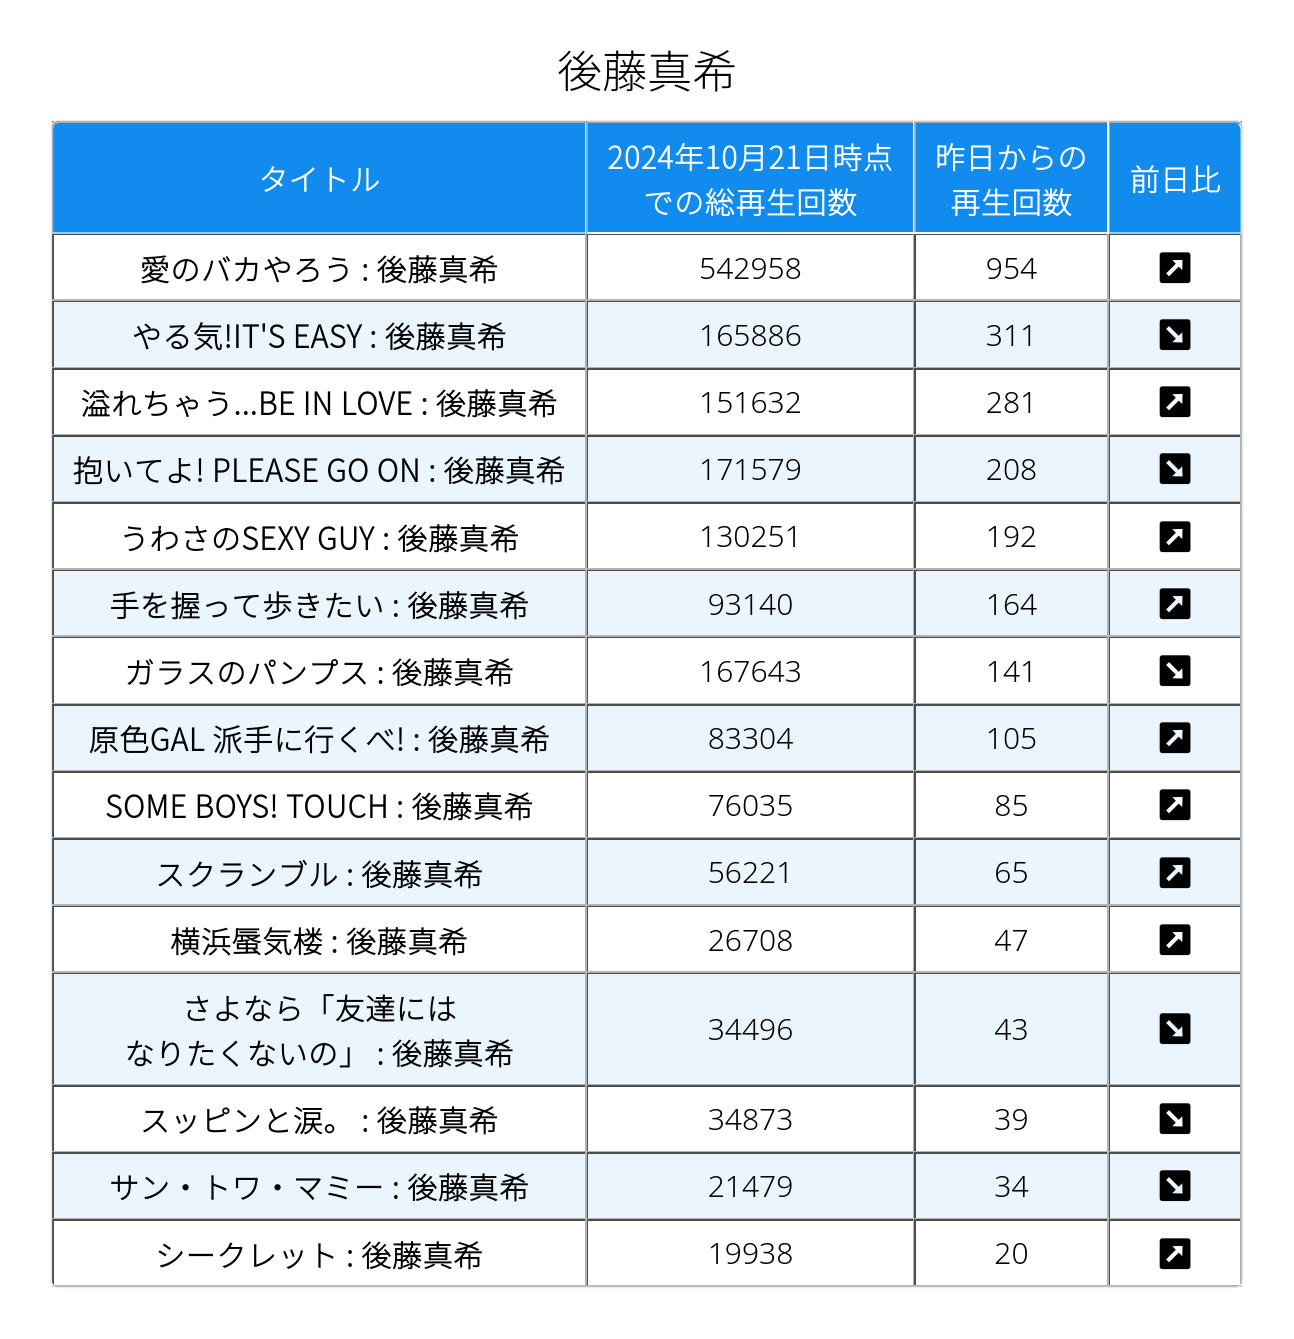 後藤真希
タイトル
2024年10月21日時点
での総再生回数
昨日からの
再生回数
前日比
愛のバカやろう : 後藤真希 542958 954
やる気!IT'S EASY : 後藤真希 165886 311
溢れちゃう...BE IN LOVE : 後藤真希 151632 281
抱いてよ! PLEASE GO ON : 後藤真希 171579 208
うわさのSEXY GUY : 後藤真希 130251 192
手を握って歩きたい : 後藤真希 93140 164
ガラスのパンプス : 後藤真希 167643 141
原色GAL 派手に行くべ! : 後藤真希 83304 105
SOME BOYS! TOUCH : 後藤真希 76035 85
スクランブル : 後藤真希 56221 65
横浜蜃気楼 : 後藤真希 26708 47
さよなら「友達には
なりたくないの」 : 後藤真希 34496 43
スッピンと涙。 : 後藤真希 34873 39
サン・トワ・マミー : 後藤真希 21479 34
シークレット : 後藤真希 19938 20